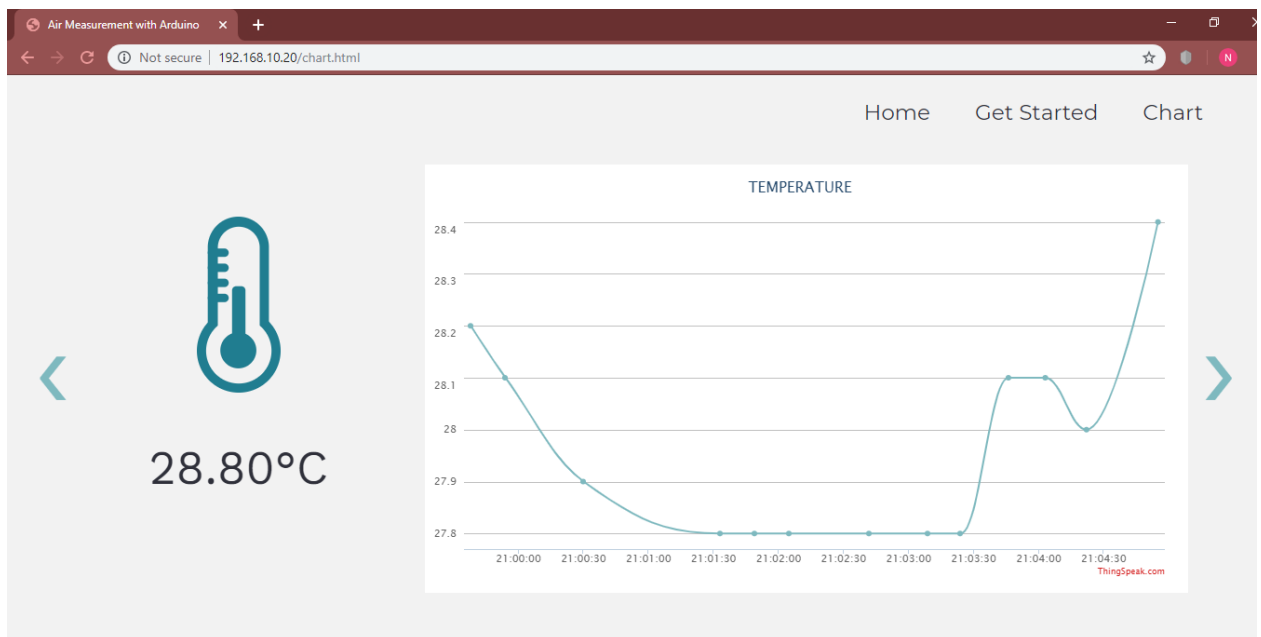 Air Measurement with Arduino
Not secure | 192.168.10.20/chart.html
N
Home Get Started Chart
TEMPERATURE
28.4
28.3
28.2
28.1
28
27.9
27.8
21:00:00 21:00:30 21:01:00 21:01:30 21:02:00 21:02:30 21:03:00 21:03:30 21:04:00 21:04:30
ThingSpeak.com
28.80°C